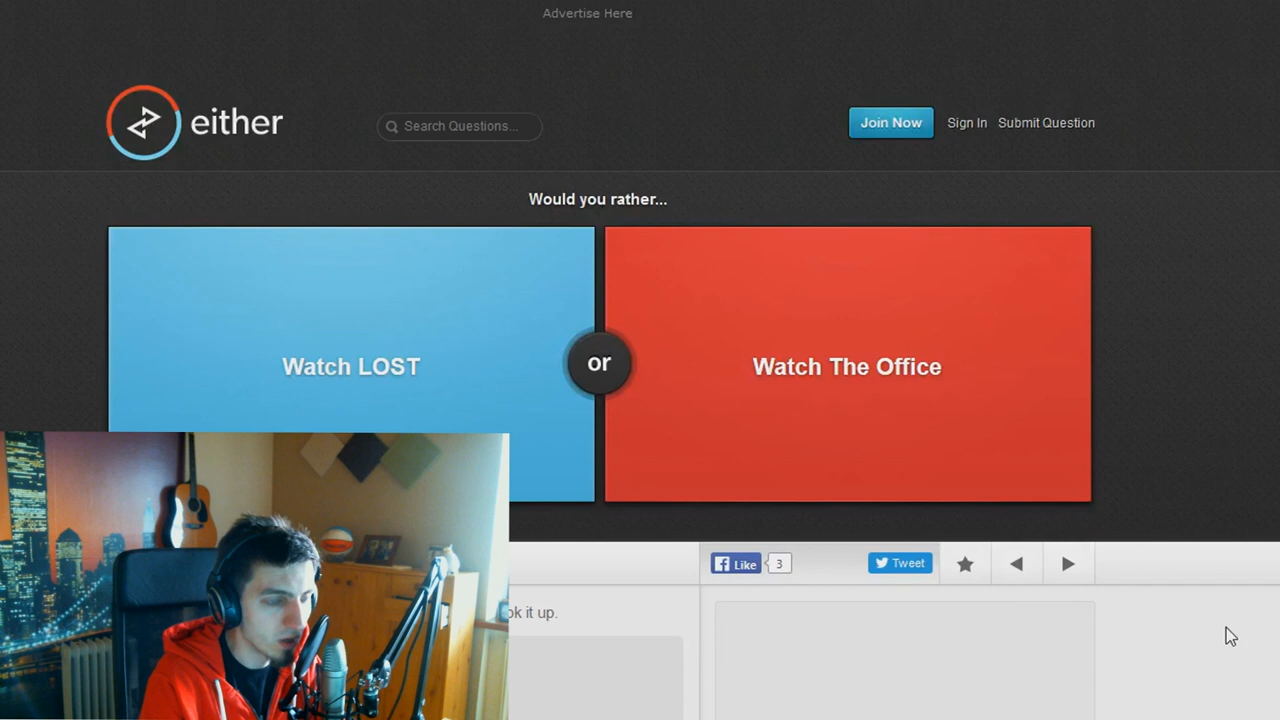 Advertise Here
either
Search Questions...
Join Now
Sign In
Submit Question
Would you rather...
Watch LOST
or
Watch The Office
Like
3
Tweet
it up.